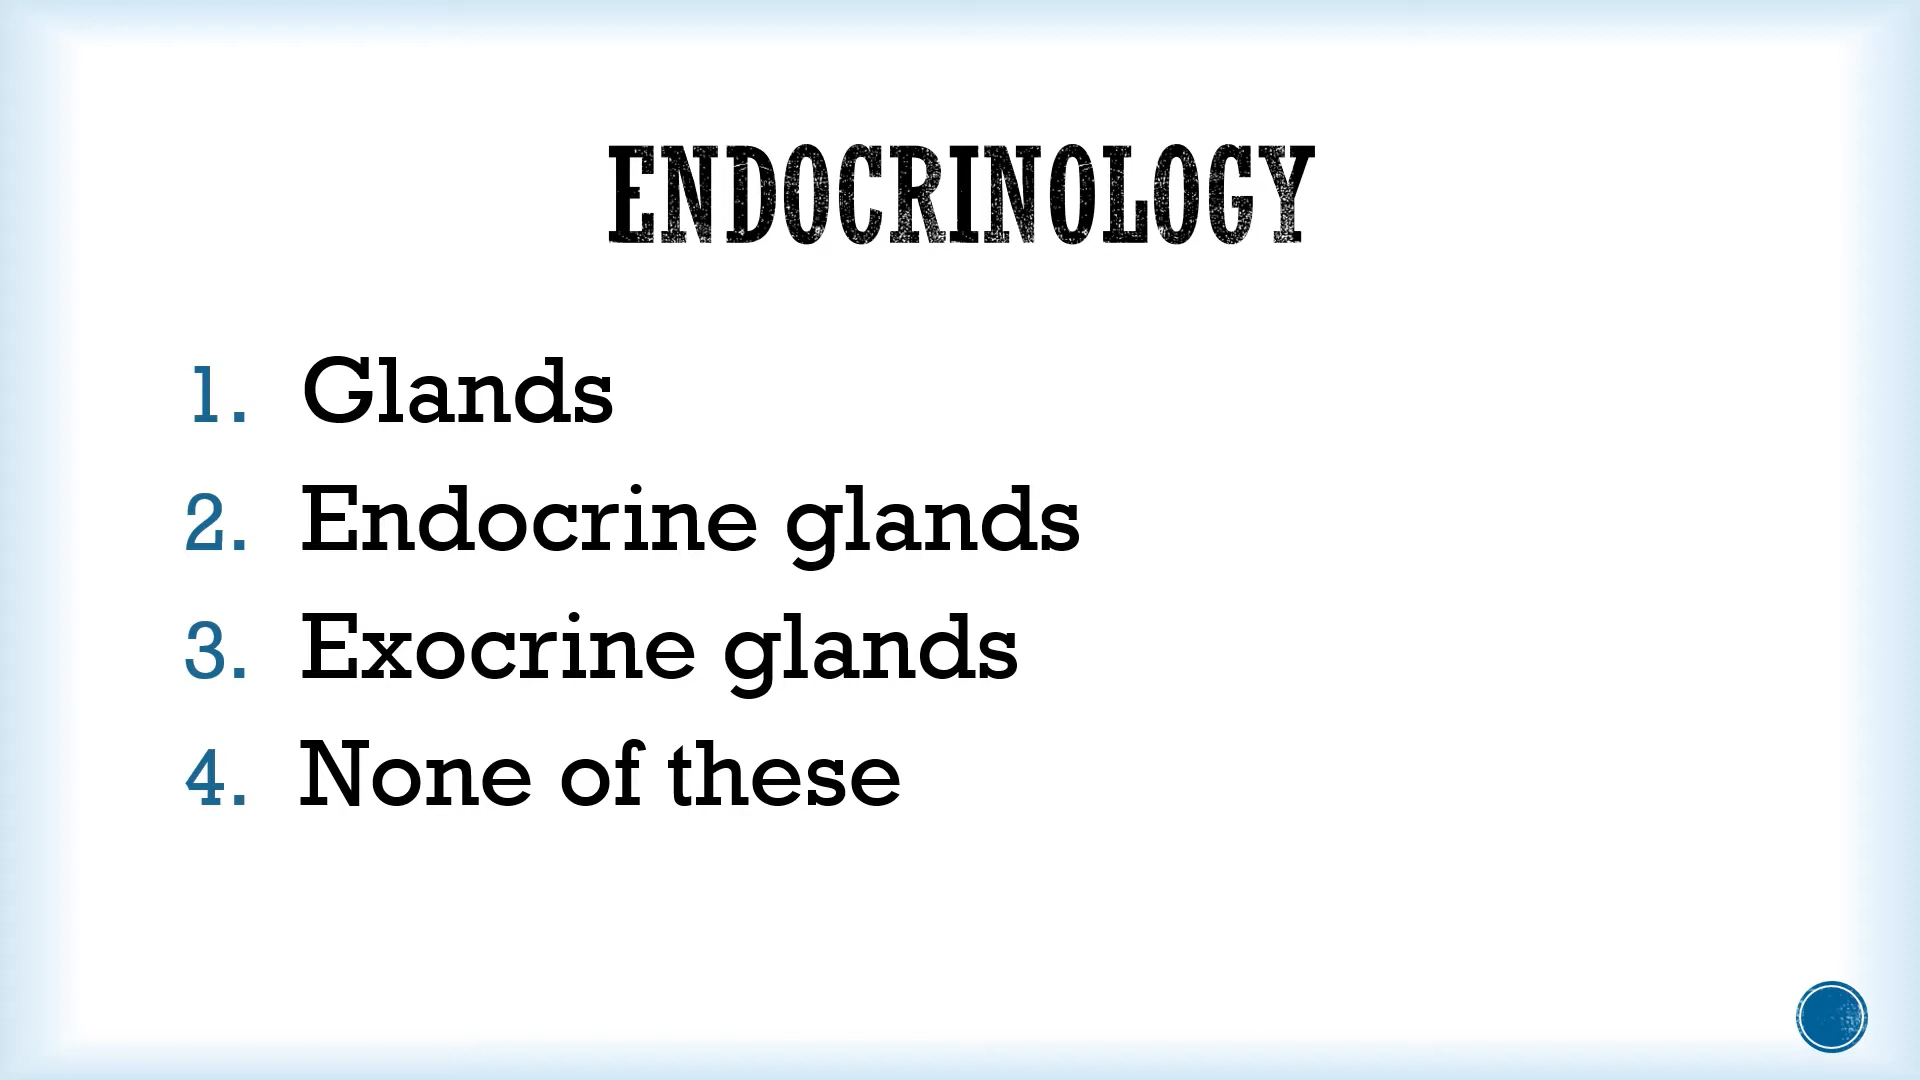 ENDOCRINOLOGY
1. Glands
2. Endocrine glands
3. Exocrine glands
4. None of these